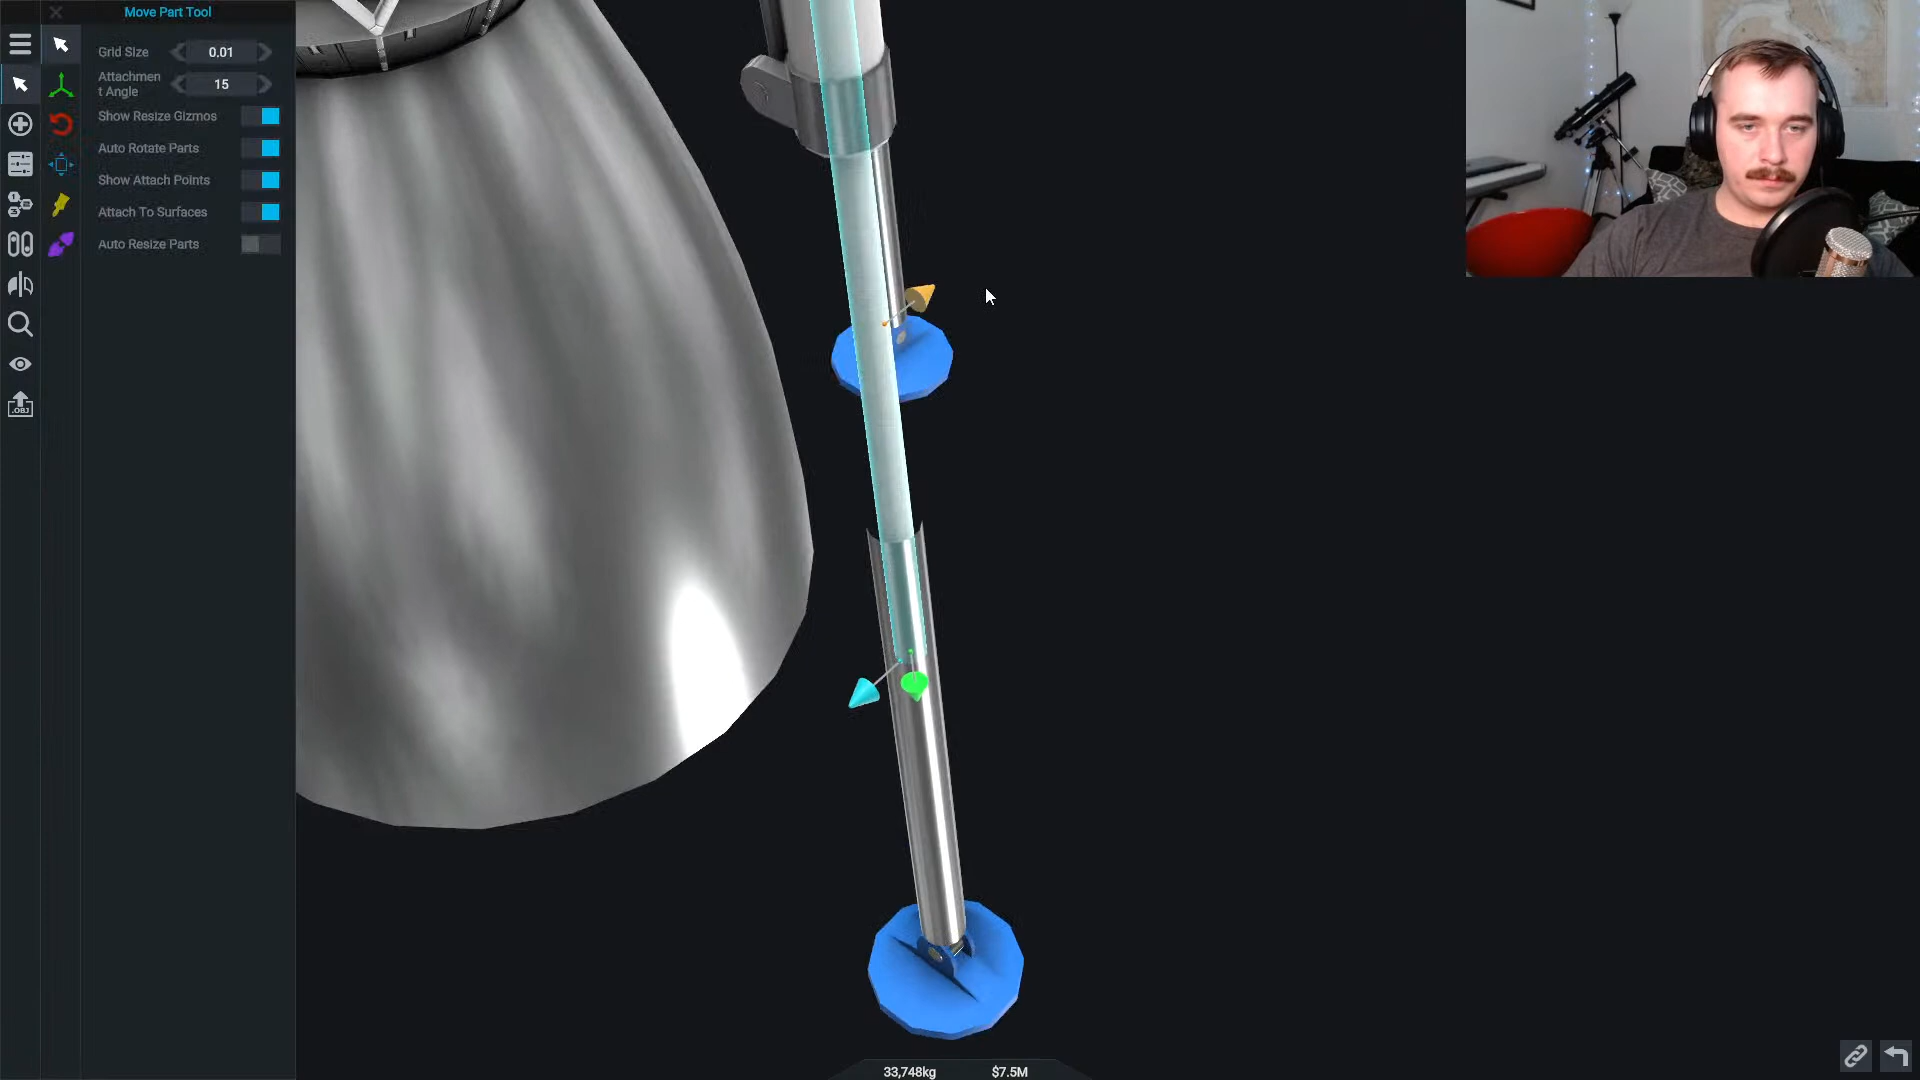 Move Part Tool
Grid Size
0.01
Attachmen
t Angle
15
Show Resize Gizmos
Auto Rotate Parts
Show Attach Points
Attach To Surfaces
Auto Resize Parts
.OBJ
33,748kg
$7.5M